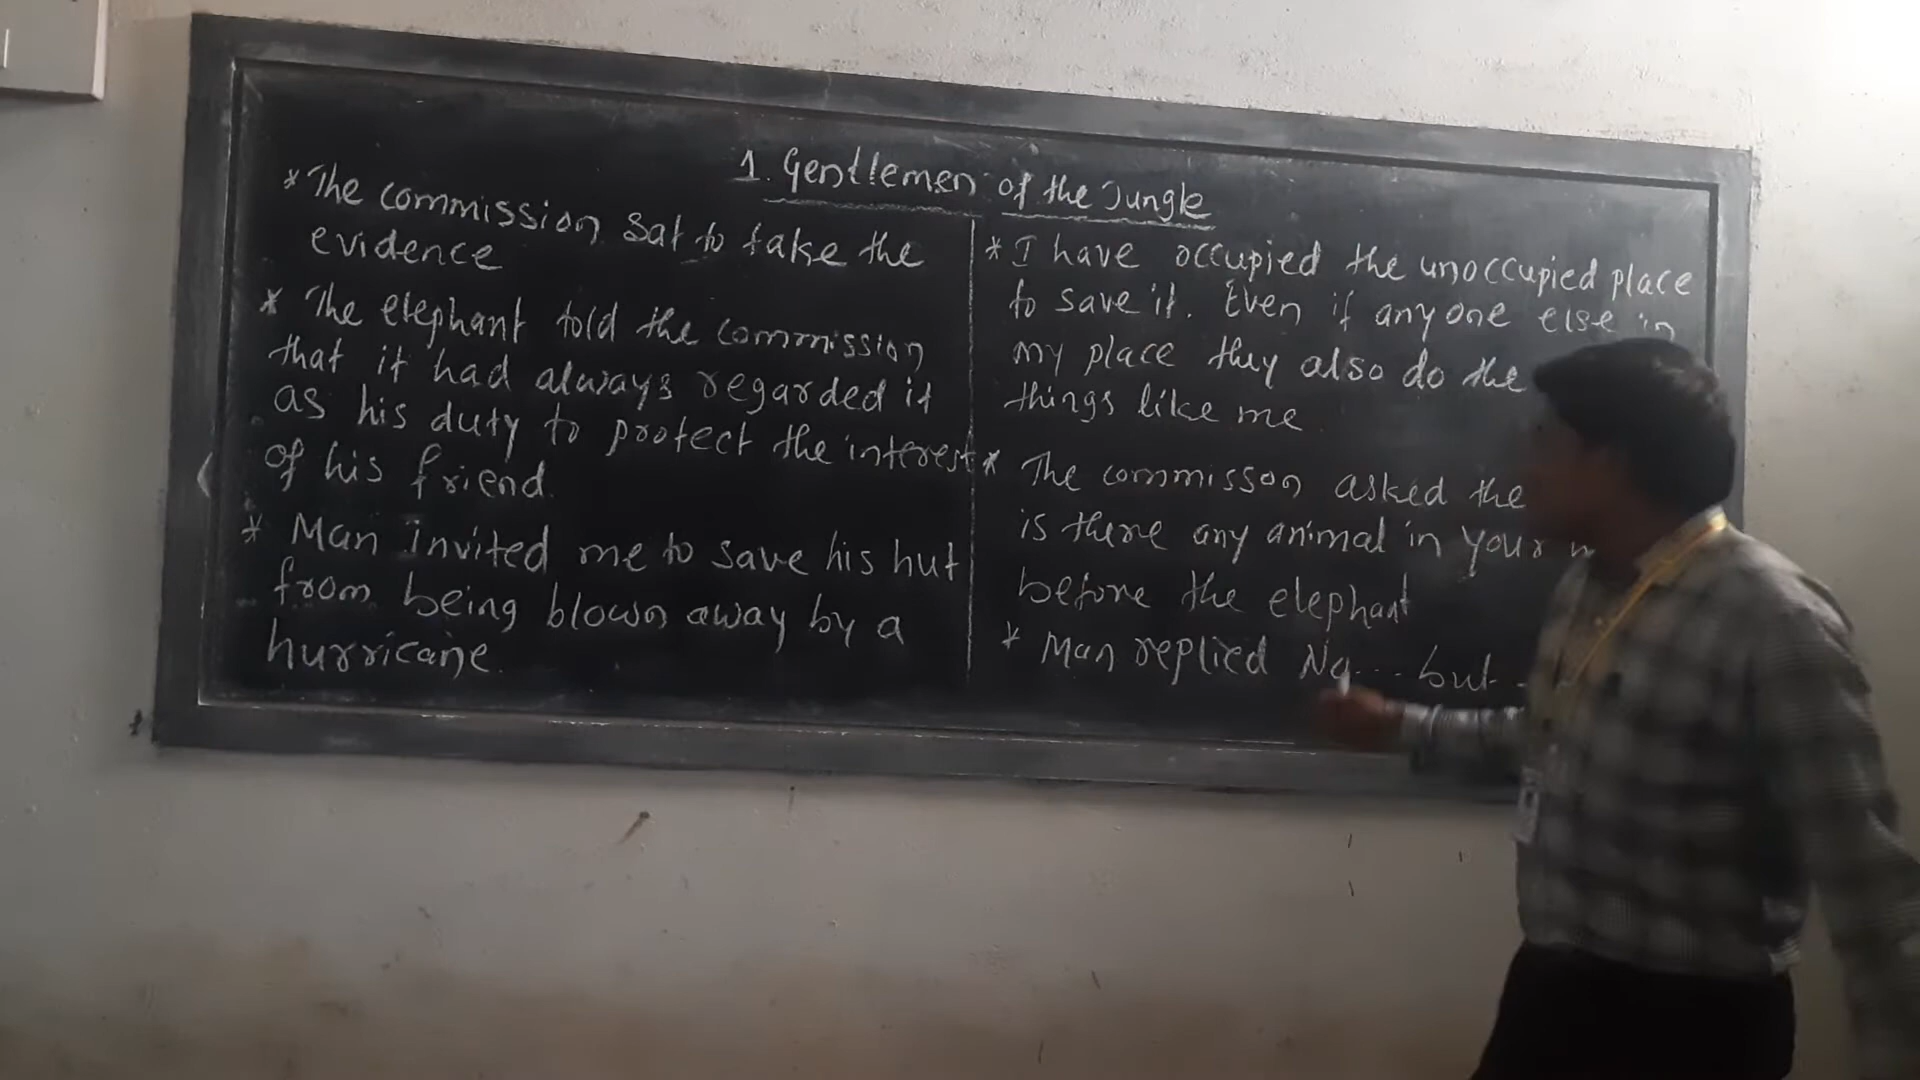 1. Gentlemen of the Jungle
* The commission sat to take the
evidence
* The elephant told the commission
that it had always regarded it
as his duty to protect the interest
of his friend.
* Man invited me to save his hut
from being blown away by a
hurricane.
* I have occupied the unoccupied place
to save it. Even if anyone else in
my place they also do the
things like me.
* The commisson asked the
is there any animal in your
before the elephant
* Man replied No... but